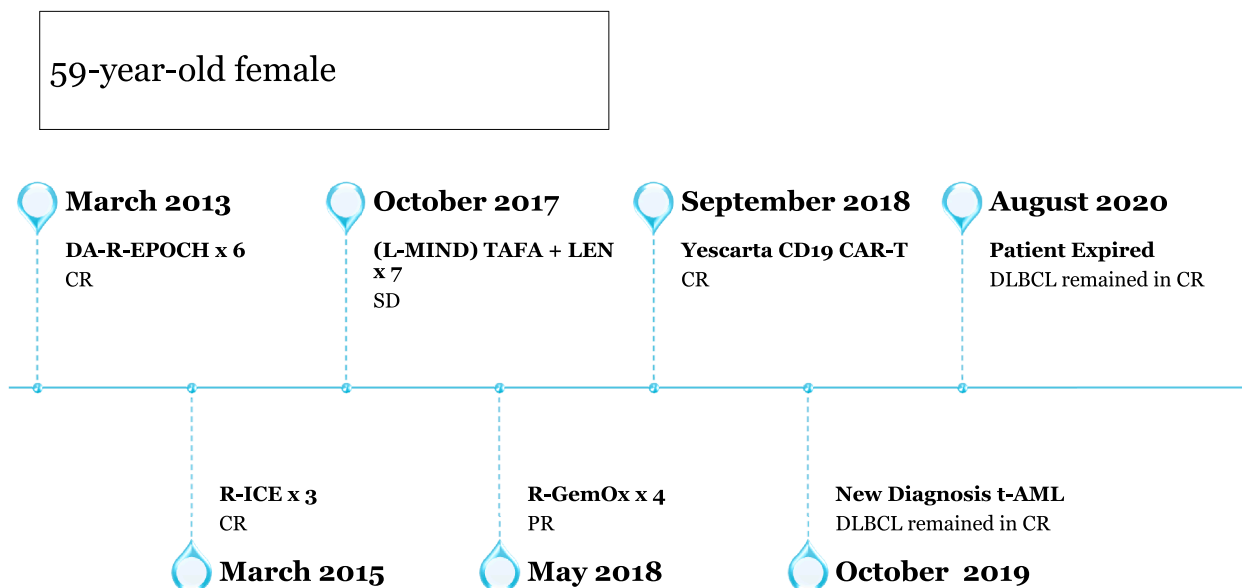 59-year-old female
March 2013
DA-R-EPOCH x 6
CR
October 2017
(L-MIND) TAFA + LEN
x 7
SD
September 2018
Yescarta CD19 CAR-T
CR
August 2020
Patient Expired
DLBCL remained in CR
R-ICE x 3
CR
March 2015
R-GemOx x 4
PR
May 2018
New Diagnosis t-AML
DLBCL remained in CR
October 2019